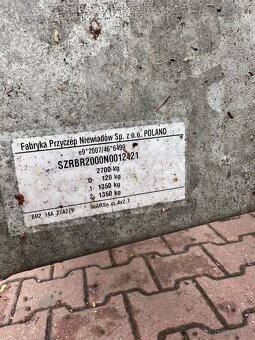 Fabryka Przyczep Niewiadów Sp. z o.o. POLAND
e9*2007/46*6499
SZRBR2000N0012421
2700 kg
0- 120 kg
1- 1350 kg
2- 1350 kg